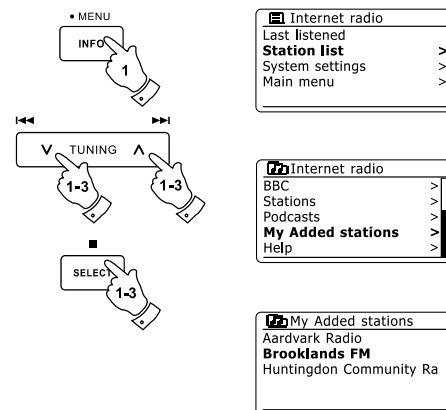 • MENU
INFO
1
TUNING
1-3
1-3
SELECT
1-3
Internet radio
Last listened
Station list >
System settings >
Main menu >
Internet radio
BBC >
Stations >
Podcasts >
My Added stations >
Help >
My Added stations
Aardvark Radio
Brooklands FM
Huntingdon Community Ra